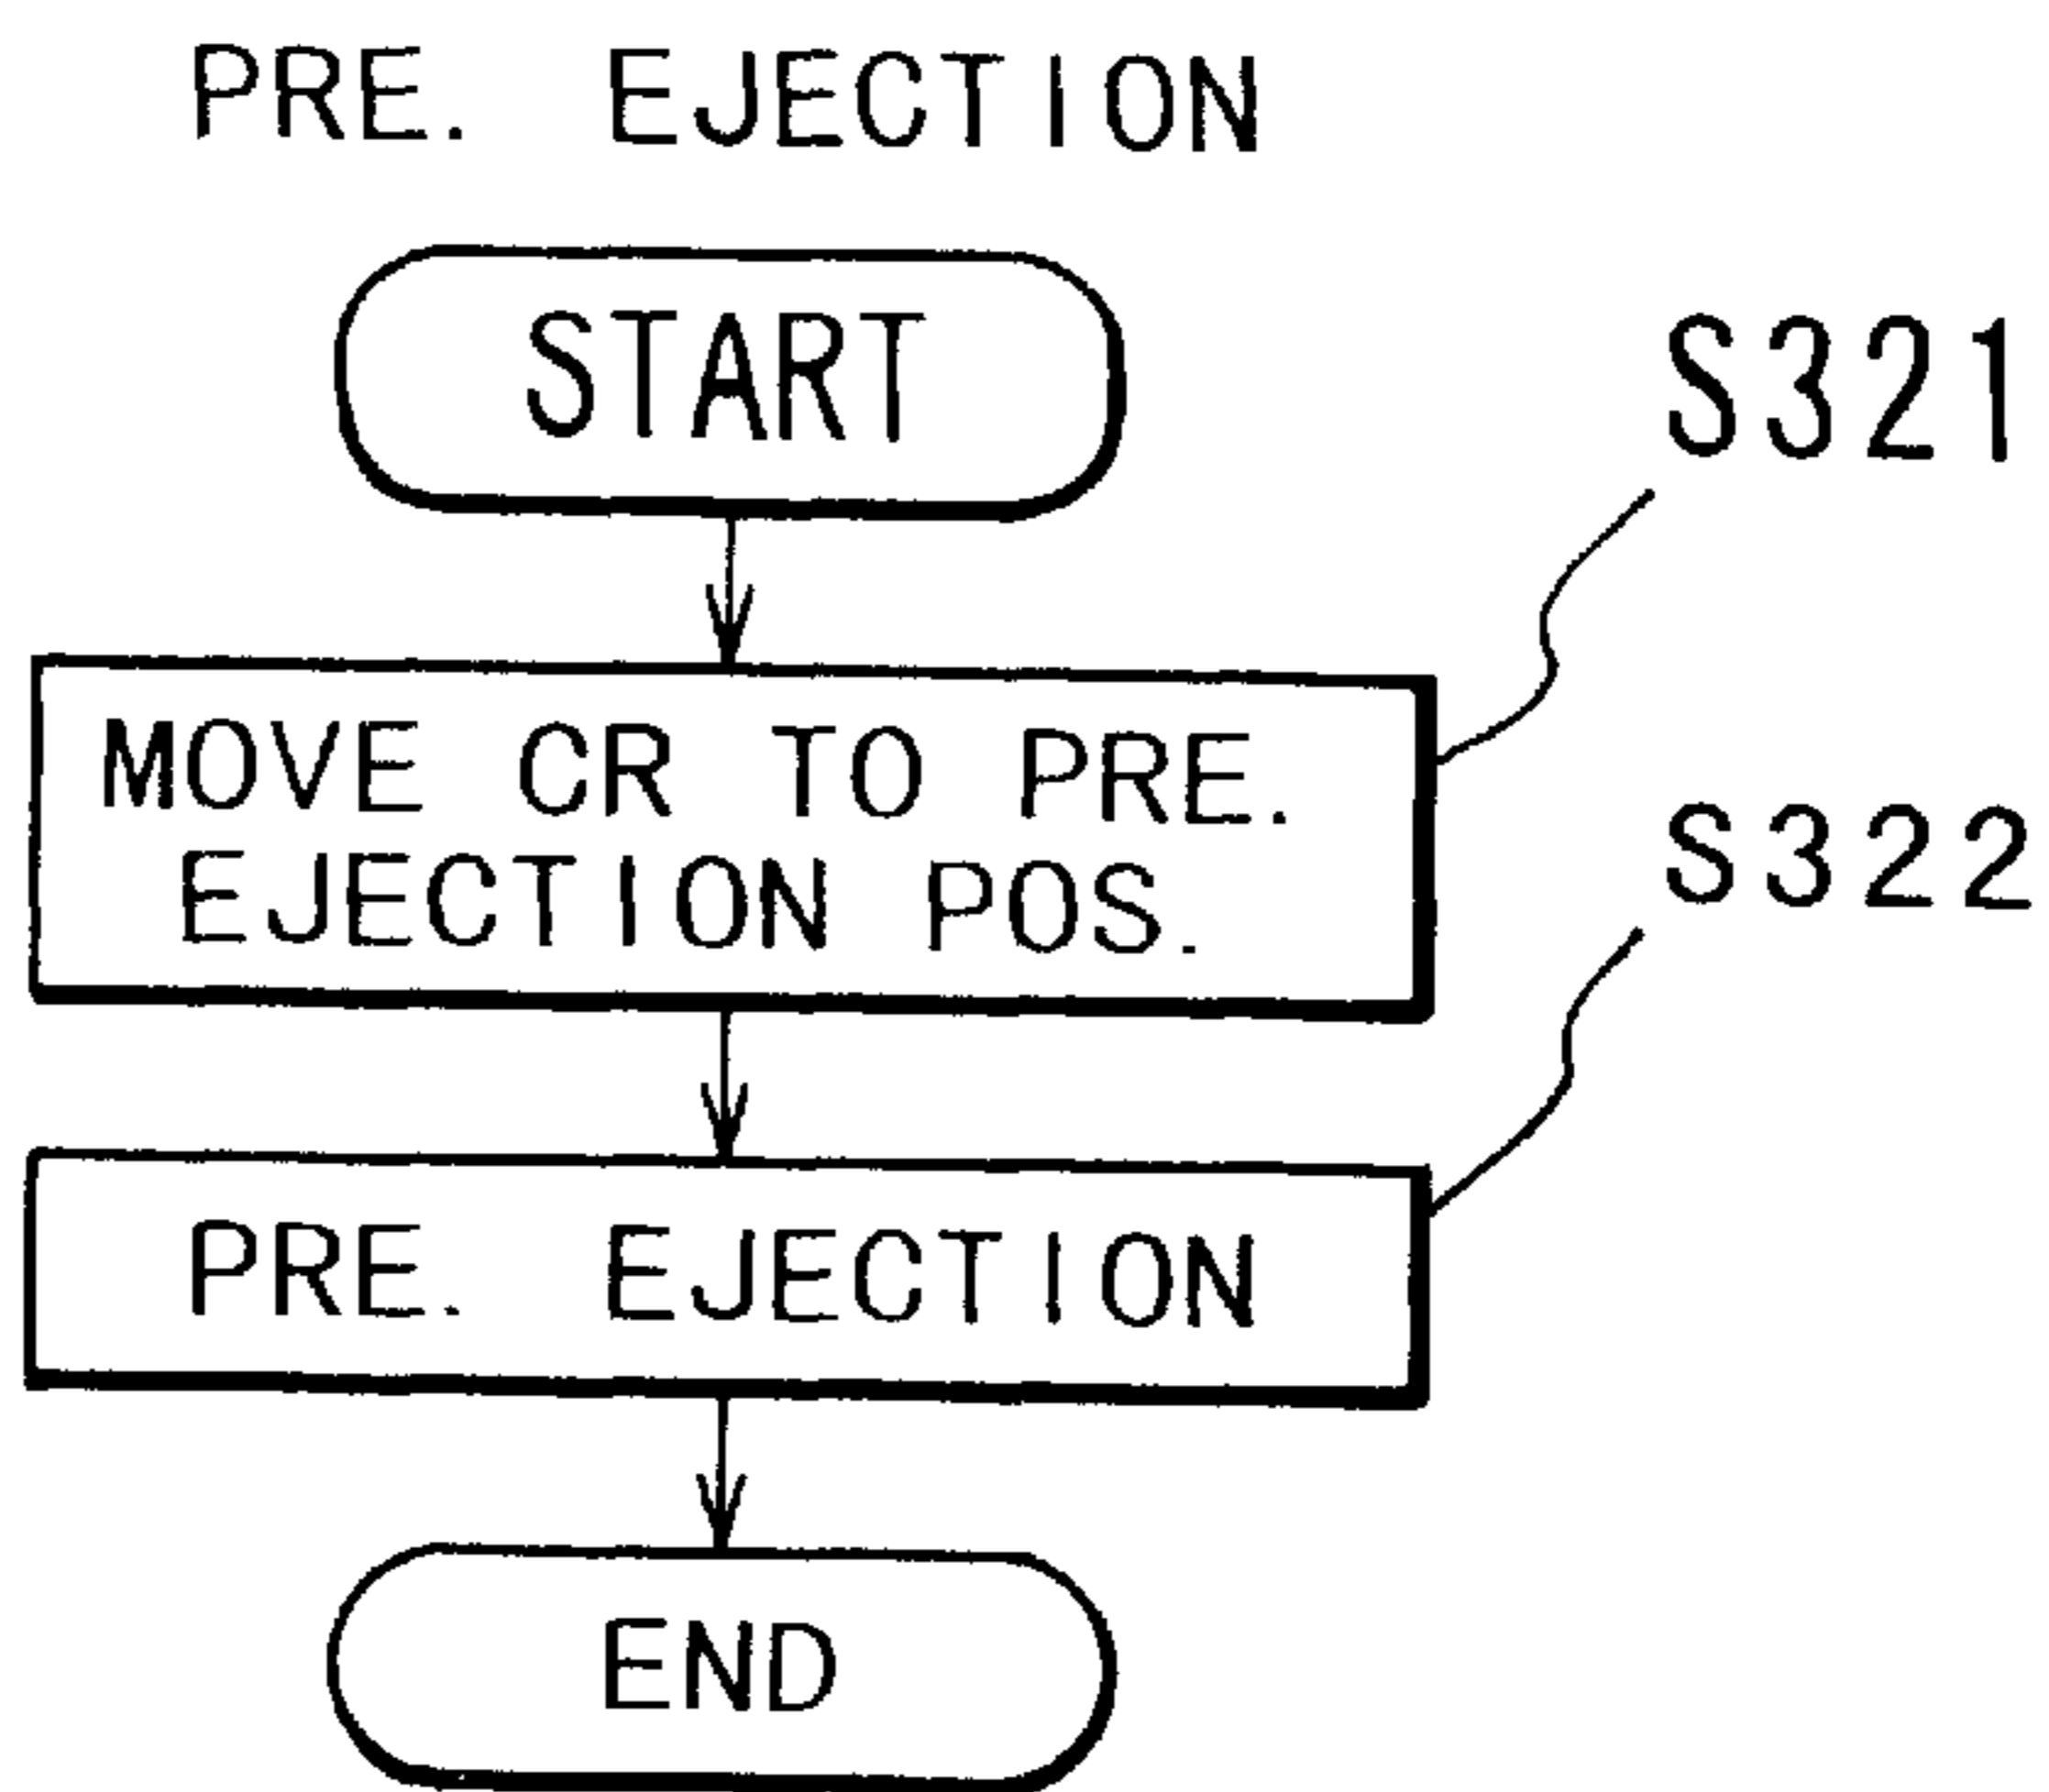 PRE. EJECTION
START
S321
MOVE CR TO PRE.
EJECTION POS.
S322
PRE. EJECTION
END